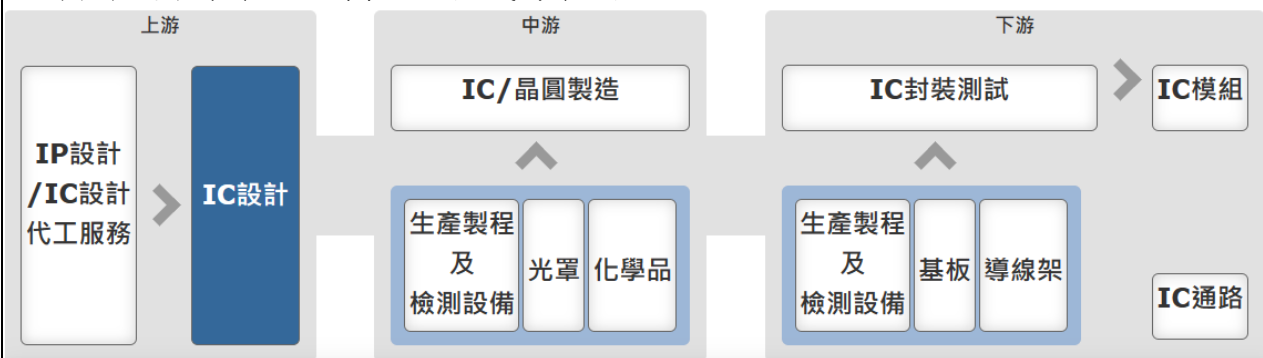 上游
IP設計
/IC設計
代工服務
IC設計
中游
IC/晶圓製造
生產製程
及
檢測設備
光罩
化學品
下游
IC封裝測試
IC模組
生產製程
及
檢測設備
基板
導線架
IC通路